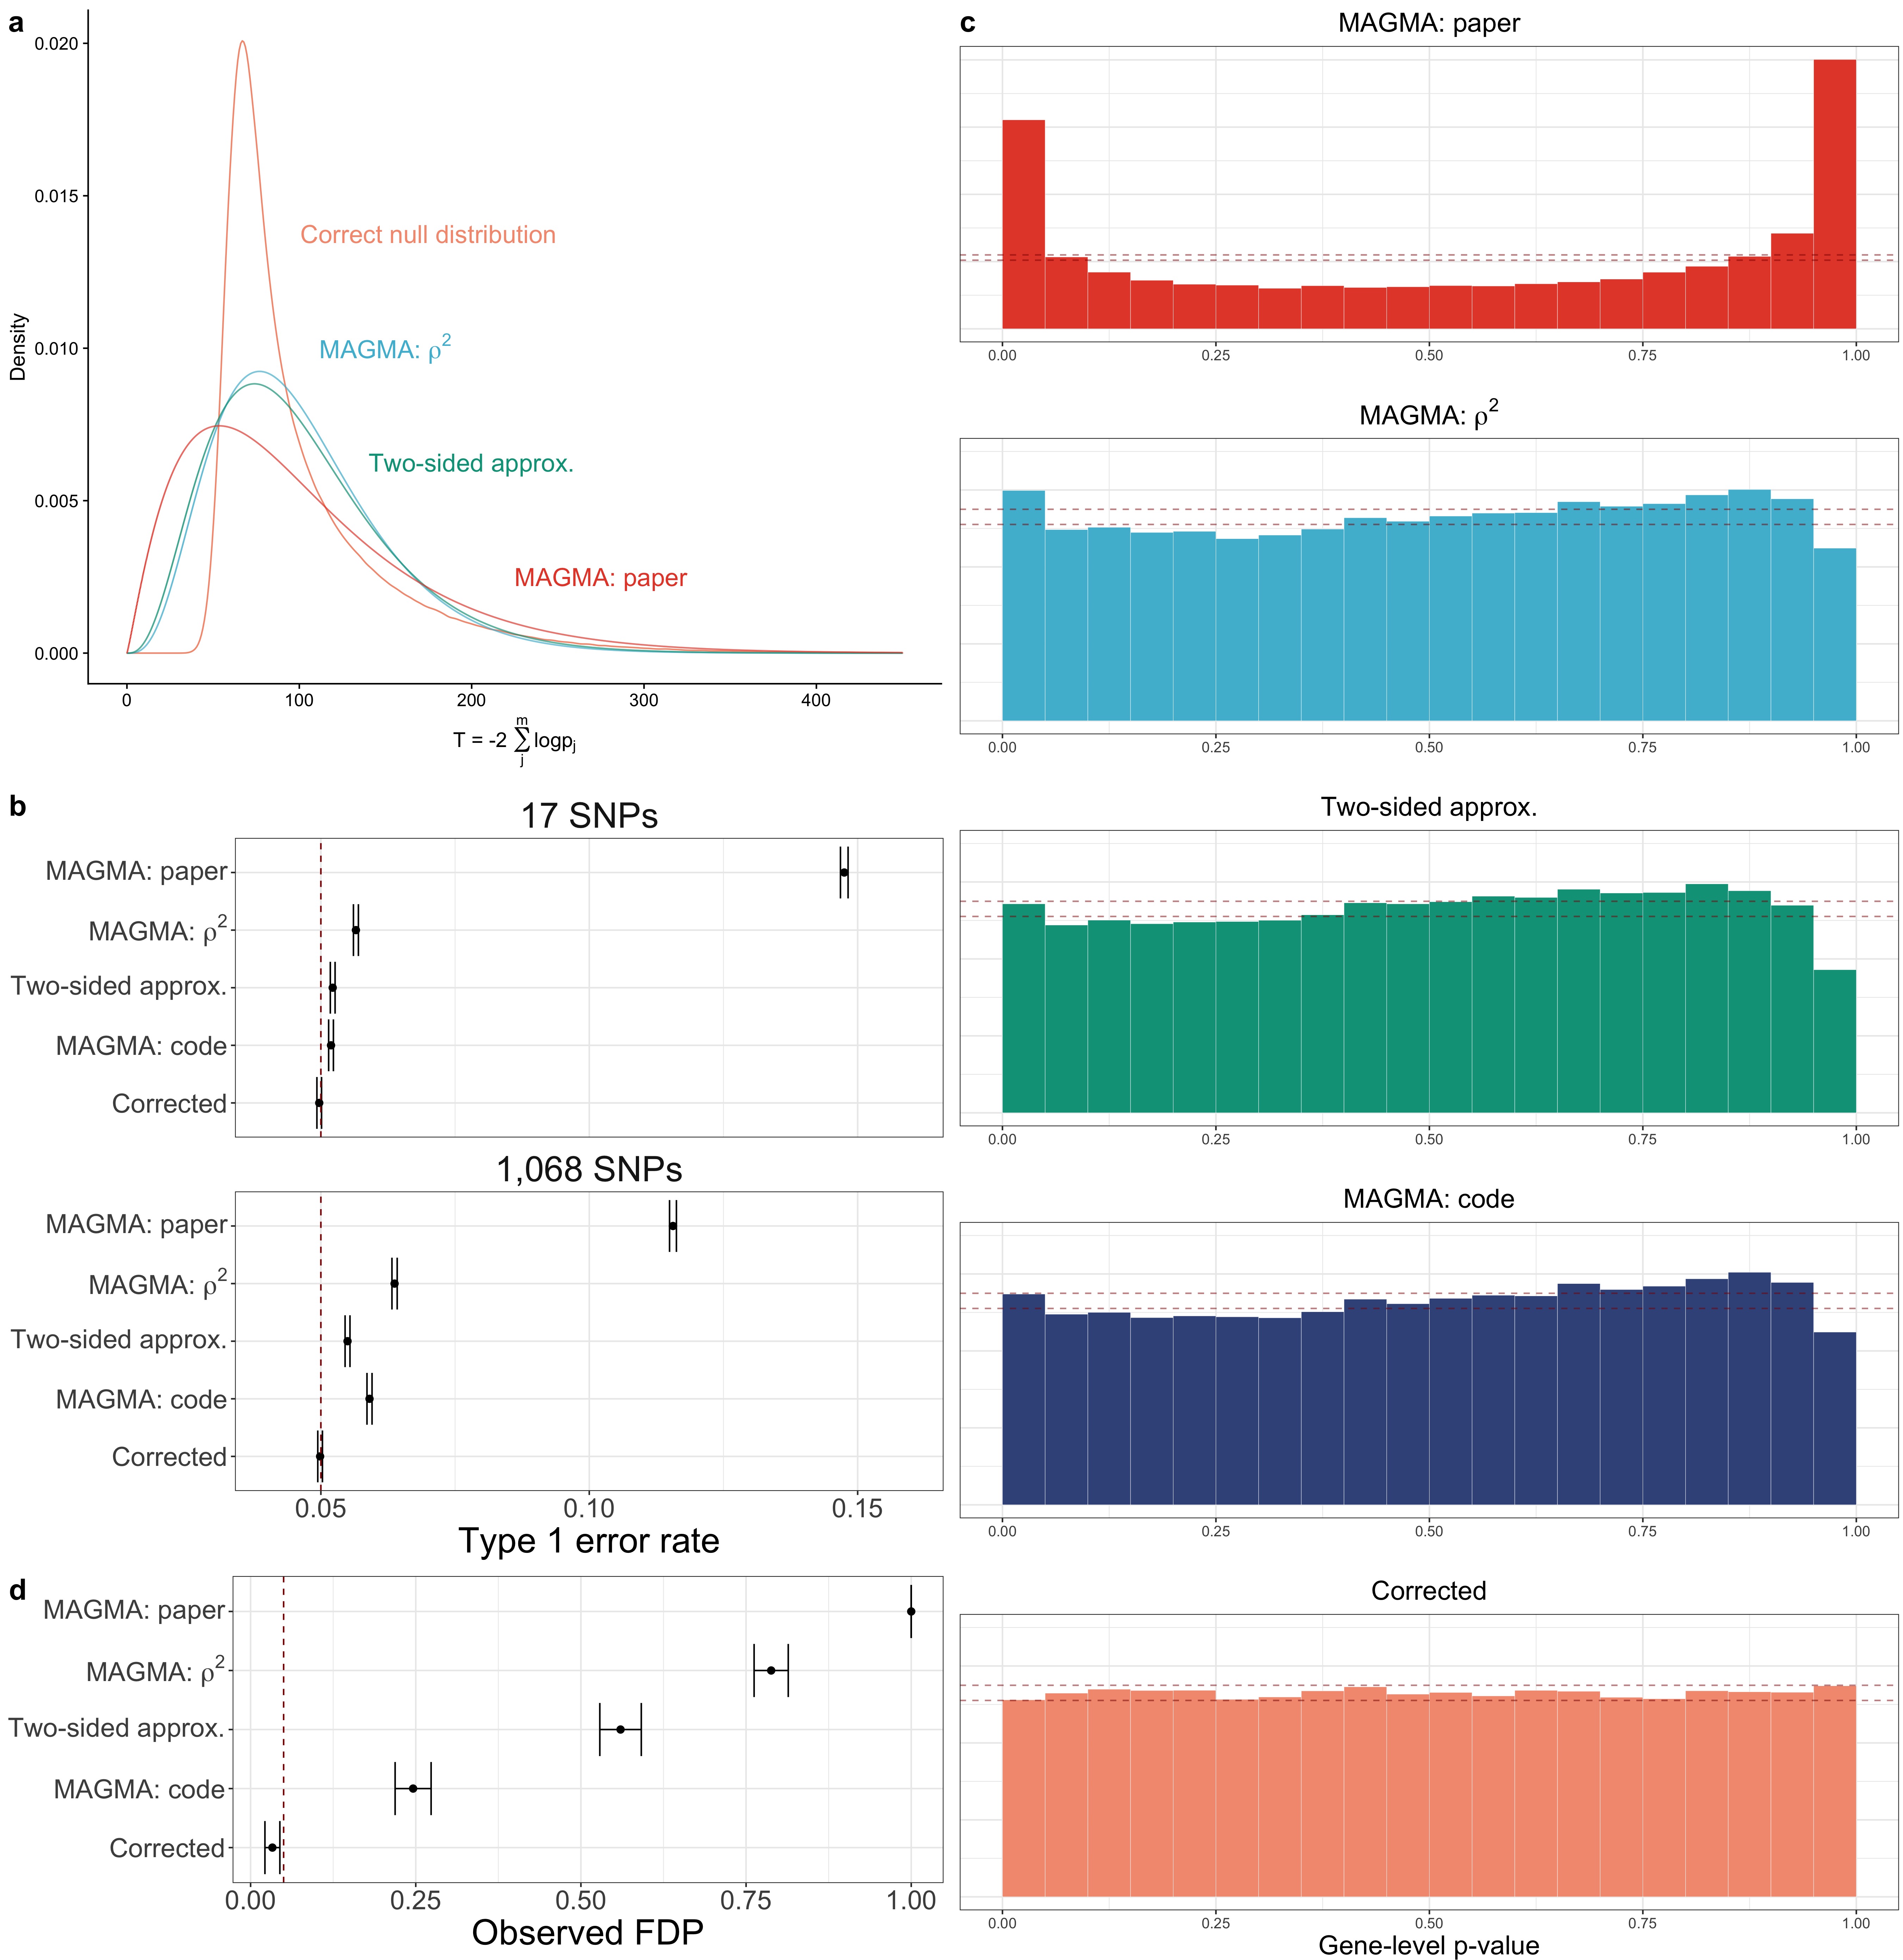 a
0.020
0.015
0.010
0.005
0.000
Density
Correct null distribution
MAGMA: ρ²
Two-sided approx.
MAGMA: paper
0 100 200 300 400
T = -2 ∑ⱼᵐ logpⱼ
b
17 SNPs
MAGMA: paper
MAGMA: ρ²
Two-sided approx.
MAGMA: code
Corrected
1,068 SNPs
MAGMA: paper
MAGMA: ρ²
Two-sided approx.
MAGMA: code
Corrected
0.05 0.10 0.15
Type 1 error rate
c
MAGMA: paper
0.00 0.25 0.50 0.75 1.00
MAGMA: ρ²
0.00 0.25 0.50 0.75 1.00
Two-sided approx.
0.00 0.25 0.50 0.75 1.00
MAGMA: code
0.00 0.25 0.50 0.75 1.00
Corrected
0.00 0.25 0.50 0.75 1.00
Gene-level p-value
d
MAGMA: paper
MAGMA: ρ²
Two-sided approx.
MAGMA: code
Corrected
0.00 0.25 0.50 0.75 1.00
Observed FDP